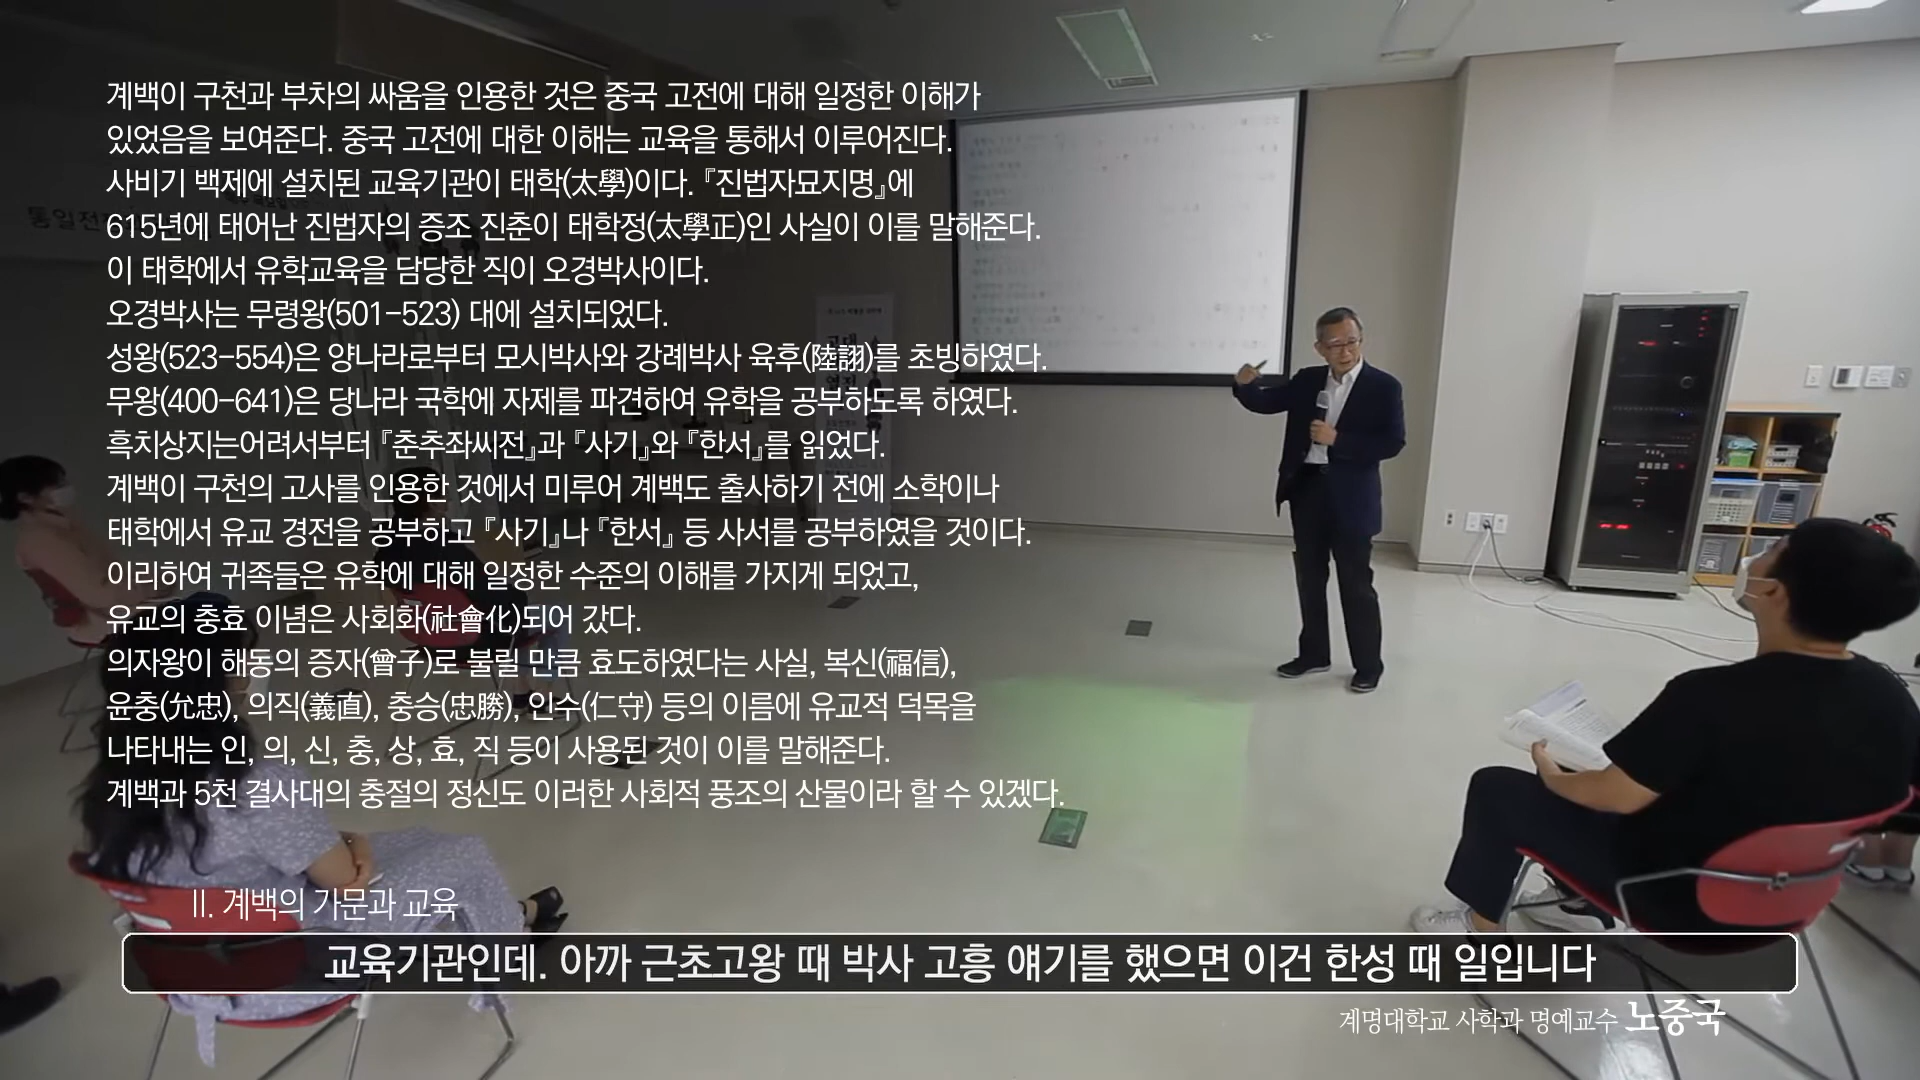 계백이 구천과 부차의 싸움을 인용한 것은 중국 고전에 대해 일정한 이해가
있었음을 보여준다. 중국 고전에 대한 이해는 교육을 통해서 이루어진다.
사비기 백제에 설치된 교육기관이 태학(太學)이다. 『진법자묘지명』에
615년에 태어난 진법자의 증조 진춘이 태학정(太學正)인 사실이 이를 말해준다.
이 태학에서 유학교육을 담당한 직이 오경박사이다.
오경박사는 무령왕(501-523) 대에 설치되었다.
성왕(523-554)은 양나라로부터 모시박사와 강례박사 육후(陸詡)를 초빙하였다.
무왕(400-641)은 당나라 국학에 자제를 파견하여 유학을 공부하도록 하였다.
흑치상지는어려서부터 『춘추좌씨전』과 『사기』와 『한서』를 읽었다.
계백이 구천의 고사를 인용한 것에서 미루어 계백도 출사하기 전에 소학이나
태학에서 유교 경전을 공부하고 『사기』나 『한서』 등 사서를 공부하였을 것이다.
이리하여 귀족들은 유학에 대해 일정한 수준의 이해를 가지게 되었고,
유교의 충효 이념은 사회화(社會化)되어 갔다.
의자왕이 해동의 증자(曾子)로 불릴 만큼 효도하였다는 사실, 복신(福信),
윤충(允忠), 의직(義直), 충승(忠勝), 인수(仁守) 등의 이름에 유교적 덕목을
나타내는 인, 의, 신, 충, 상, 효, 직 등이 사용된 것이 이를 말해준다.
계백과 5천 결사대의 충절의 정신도 이러한 사회적 풍조의 산물이라 할 수 있겠다.
통일전
II. 계백의 가문과 교육
교육기관인데. 아까 근초고왕 때 박사 고흥 얘기를 했으면 이건 한성 때 일입니다
계명대학교 사학과 명예교수 노중국